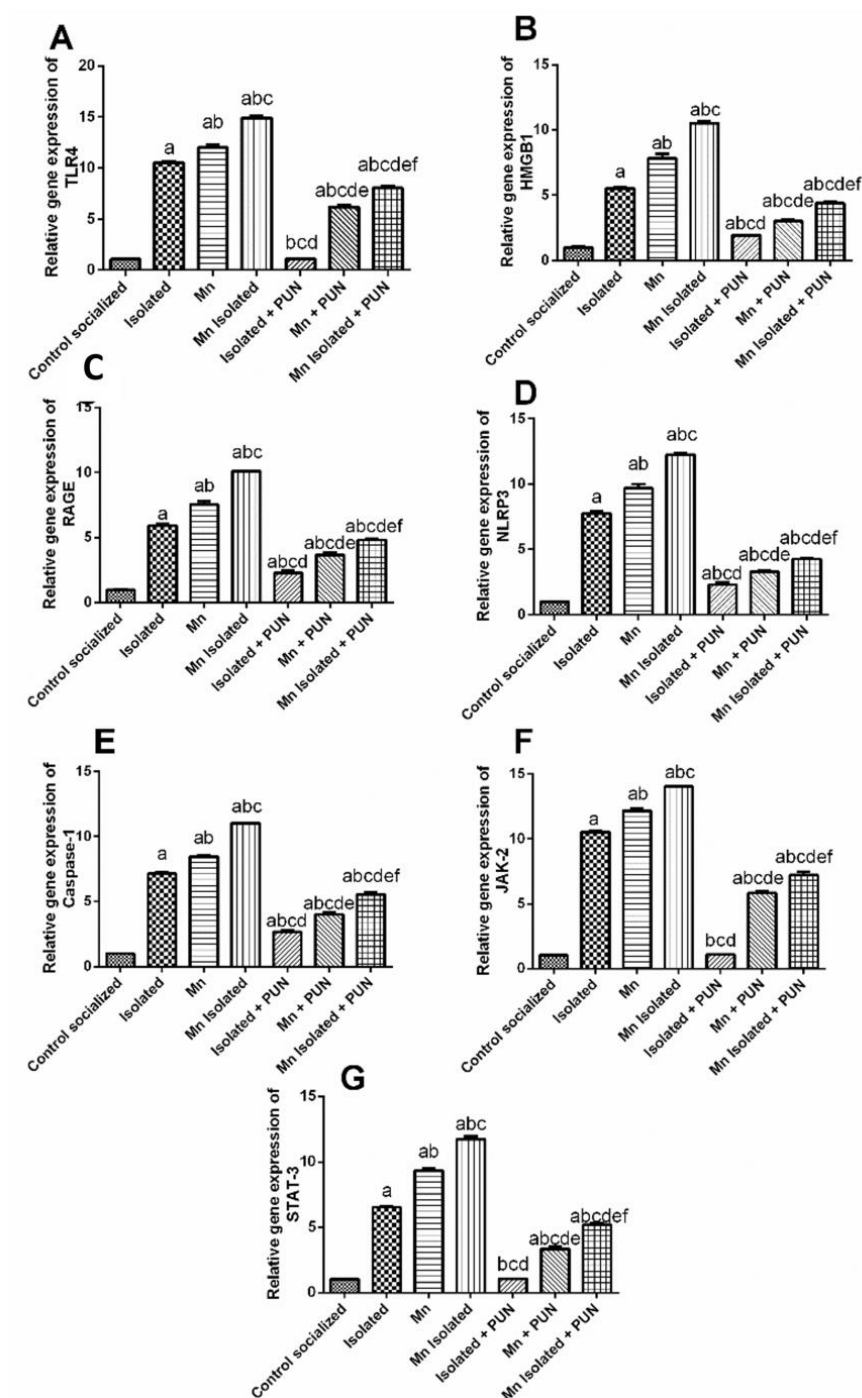 A
Relative gene expression of
TLR4
20
15
10
5
0
a
ab
abc
bcd
abcde
abcdef
Control socialized
Isolated
Mn
Mn Isolated
Isolated + PUN
Mn + PUN
Mn Isolated + PUN
B
Relative gene expression of
HMGB1
15
10
5
0
a
ab
abc
abcd
abcde
abcdef
Control socialized
Isolated
Mn
Mn Isolated
Isolated + PUN
Mn + PUN
Mn Isolated + PUN
C
Relative gene expression of
RAGE
15
10
5
0
a
ab
abc
abcd
abcde
abcdef
Control socialized
Isolated
Mn
Mn Isolated
Isolated + PUN
Mn + PUN
Mn Isolated + PUN
D
Relative gene expression of
NLRP3
15
10
5
0
a
ab
abc
abcd
abcde
abcdef
Control socialized
Isolated
Mn
Mn Isolated
Isolated + PUN
Mn + PUN
Mn Isolated + PUN
E
Relative gene expression of
Caspase-1
15
10
5
0
a
ab
abc
abcd
abcde
abcdef
Control socialized
Isolated
Mn
Mn Isolated
Isolated + PUN
Mn + PUN
Mn Isolated + PUN
F
Relative gene expression of
JAK-2
15
10
5
0
a
ab
abc
bcd
abcde
abcdef
Control socialized
Isolated
Mn
Mn Isolated
Isolated + PUN
Mn + PUN
Mn Isolated + PUN
G
Relative gene expression of
STAT-3
15
10
5
0
a
ab
abc
bcd
abcde
abcdef
Control socialized
Isolated
Mn
Mn Isolated
Isolated + PUN
Mn + PUN
Mn Isolated + PUN